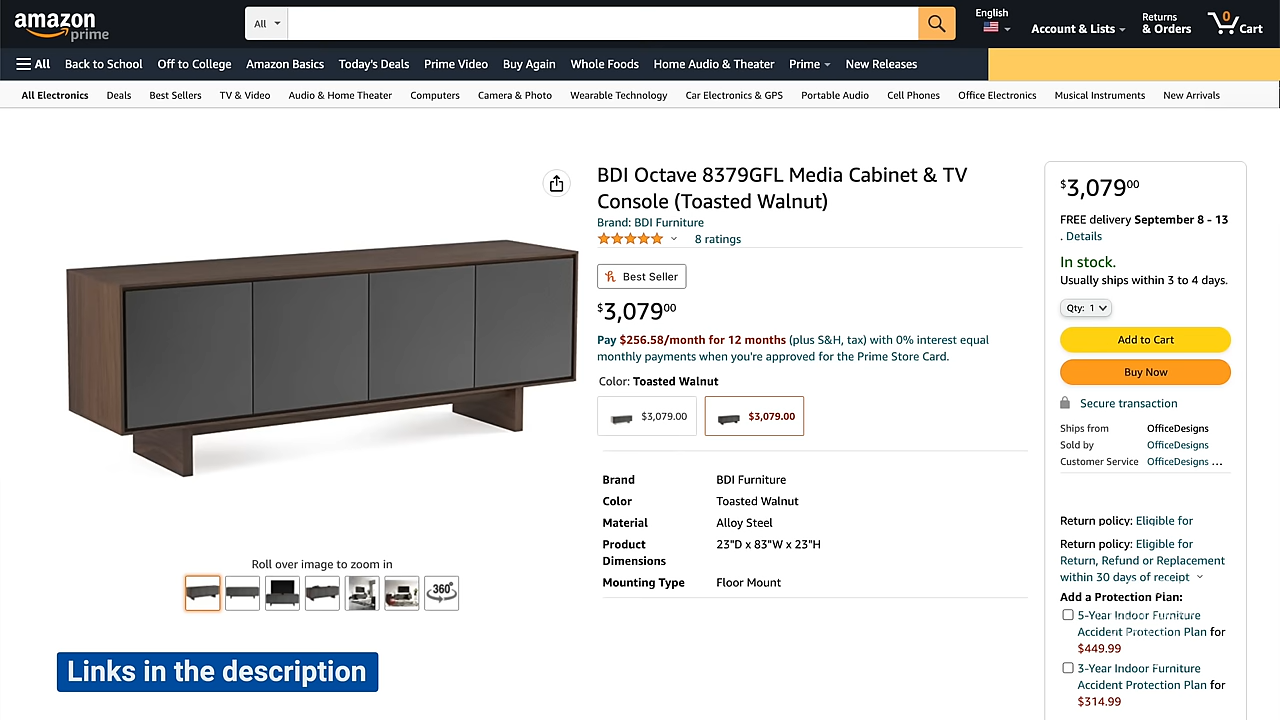 amazon
prime
All
English
Account & Lists
Returns
& Orders
0
Cart
All
Back to School
Off to College
Amazon Basics
Today's Deals
Prime Video
Buy Again
Whole Foods
Home Audio & Theater
Prime
New Releases
All Electronics
Deals
Best Sellers
TV & Video
Audio & Home Theater
Computers
Camera & Photo
Wearable Technology
Car Electronics & GPS
Portable Audio
Cell Phones
Office Electronics
Musical Instruments
New Arrivals
BDI Octave 8379GFL Media Cabinet & TV
Console (Toasted Walnut)
Brand: BDI Furniture
8 ratings
Best Seller
$3,07900
Pay $256.58/month for 12 months (plus S&H, tax) with 0% interest equal
monthly payments when you're approved for the Prime Store Card.
Color: Toasted Walnut
$3,079.00
$3,079.00
Brand BDI Furniture
Color Toasted Walnut
Material Alloy Steel
Product 23"D x 83"W x 23"H
Dimensions
Mounting Type Floor Mount
Roll over image to zoom in
360°
Links in the description
$3,07900
FREE delivery September 8 - 13
. Details
In stock.
Usually ships within 3 to 4 days.
Qty: 1
Add to Cart
Buy Now
Secure transaction
Ships from OfficeDesigns
Sold by OfficeDesigns
Customer Service OfficeDesigns ...
Return policy: Eligible for
Return policy: Eligible for
Return, Refund or Replacement
within 30 days of receipt
Add a Protection Plan:
5-Year Indoor Furniture
Accident Protection Plan for
$449.99
3-Year Indoor Furniture
Accident Protection Plan for
$314.99